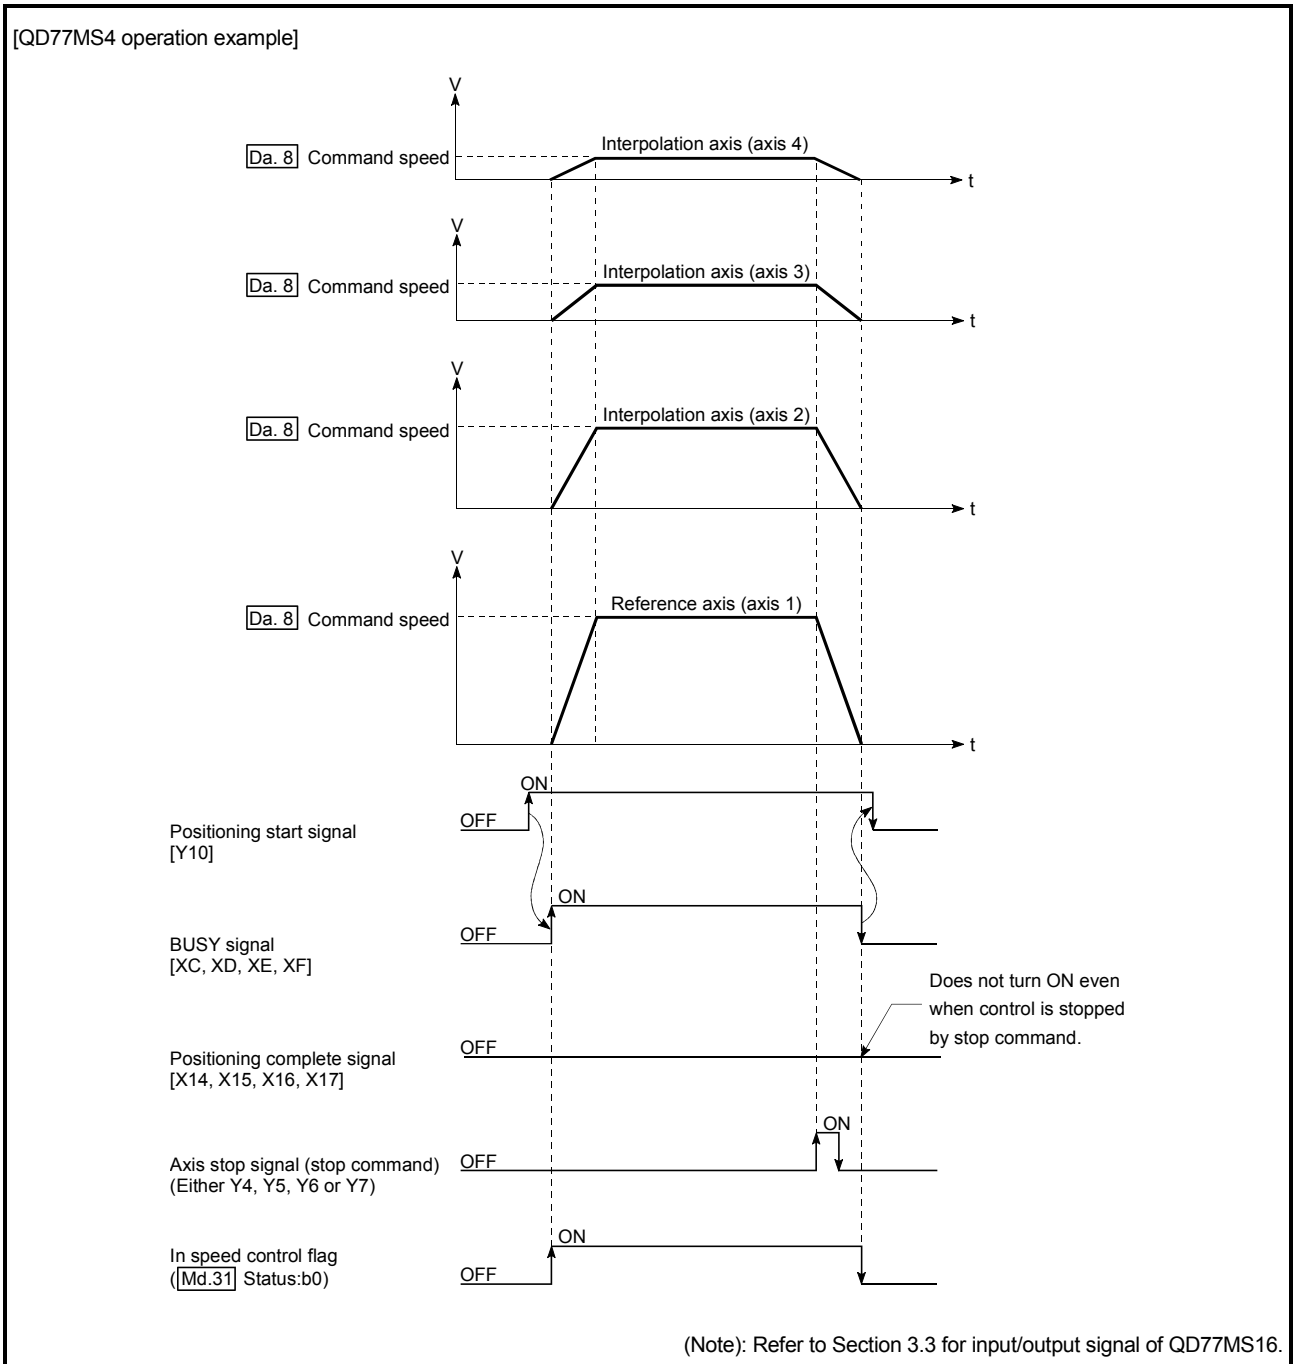 [QD77MS4 operation example]
V
Interpolation axis (axis 4)
Da. 8 Command speed
t
V
Interpolation axis (axis 3)
Da. 8 Command speed
t
V
Interpolation axis (axis 2)
Da. 8 Command speed
t
V
Reference axis (axis 1)
Da. 8 Command speed
t
ON
OFF
Positioning start signal
[Y10]
ON
OFF
BUSY signal
[XC, XD, XE, XF]
Does not turn ON even
when control is stopped
by stop command.
OFF
Positioning complete signal
[X14, X15, X16, X17]
ON
OFF
Axis stop signal (stop command)
(Either Y4, Y5, Y6 or Y7)
ON
In speed control flag
(Md.31 Status:b0)
OFF
(Note): Refer to Section 3.3 for input/output signal of QD77MS16.